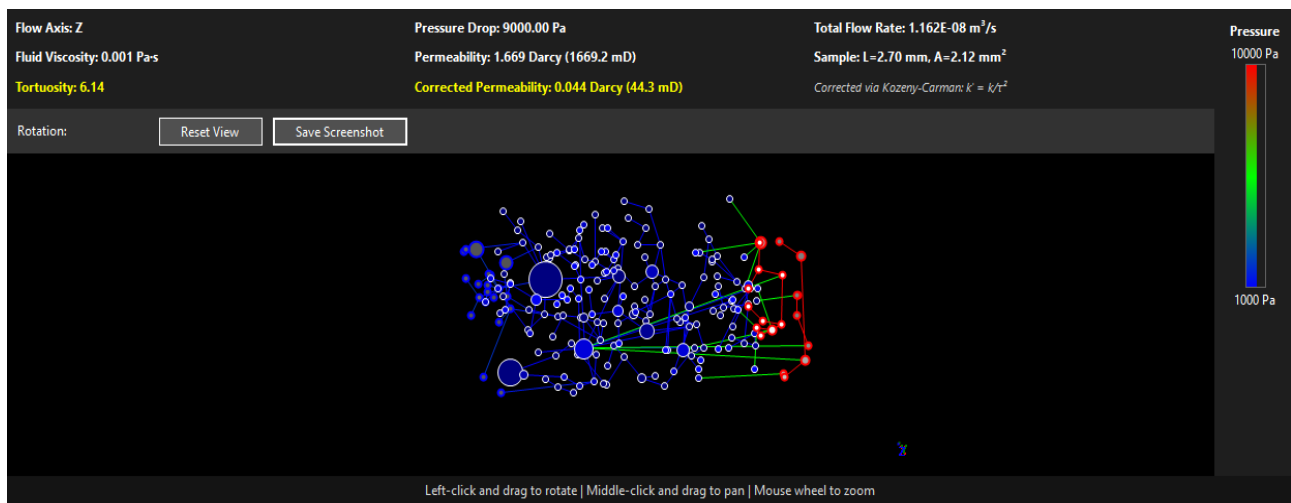 Flow Axis: Z
Pressure Drop: 9000.00 Pa
Total Flow Rate: 1.162E-08 m³/s
Pressure
Fluid Viscosity: 0.001 Pa·s
Permeability: 1.669 Darcy (1669.2 mD)
Sample: L=2.70 mm, A=2.12 mm²
10000 Pa
Tortuosity: 6.14
Corrected Permeability: 0.044 Darcy (44.3 mD)
Corrected via Kozeny-Carman: k' = k/τ²
Rotation:
Reset View
Save Screenshot
1000 Pa
Left-click and drag to rotate | Middle-click and drag to pan | Mouse wheel to zoom